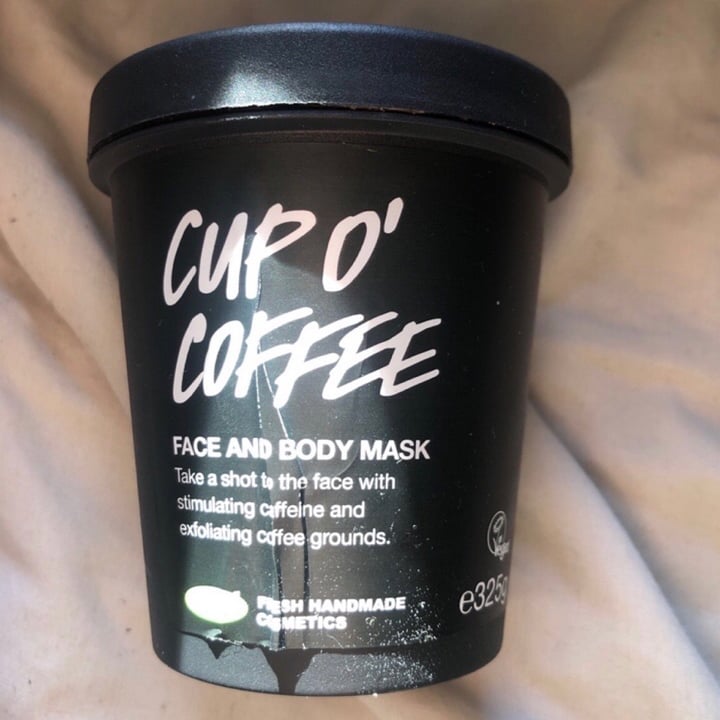 CUP O'
COFFEE
FACE AND BODY MASK
Take a shot to the face with
stimulating caffeine and
exfoliating coffee grounds.
Vegan
FRESH HANDMADE
COSMETICS
e325g